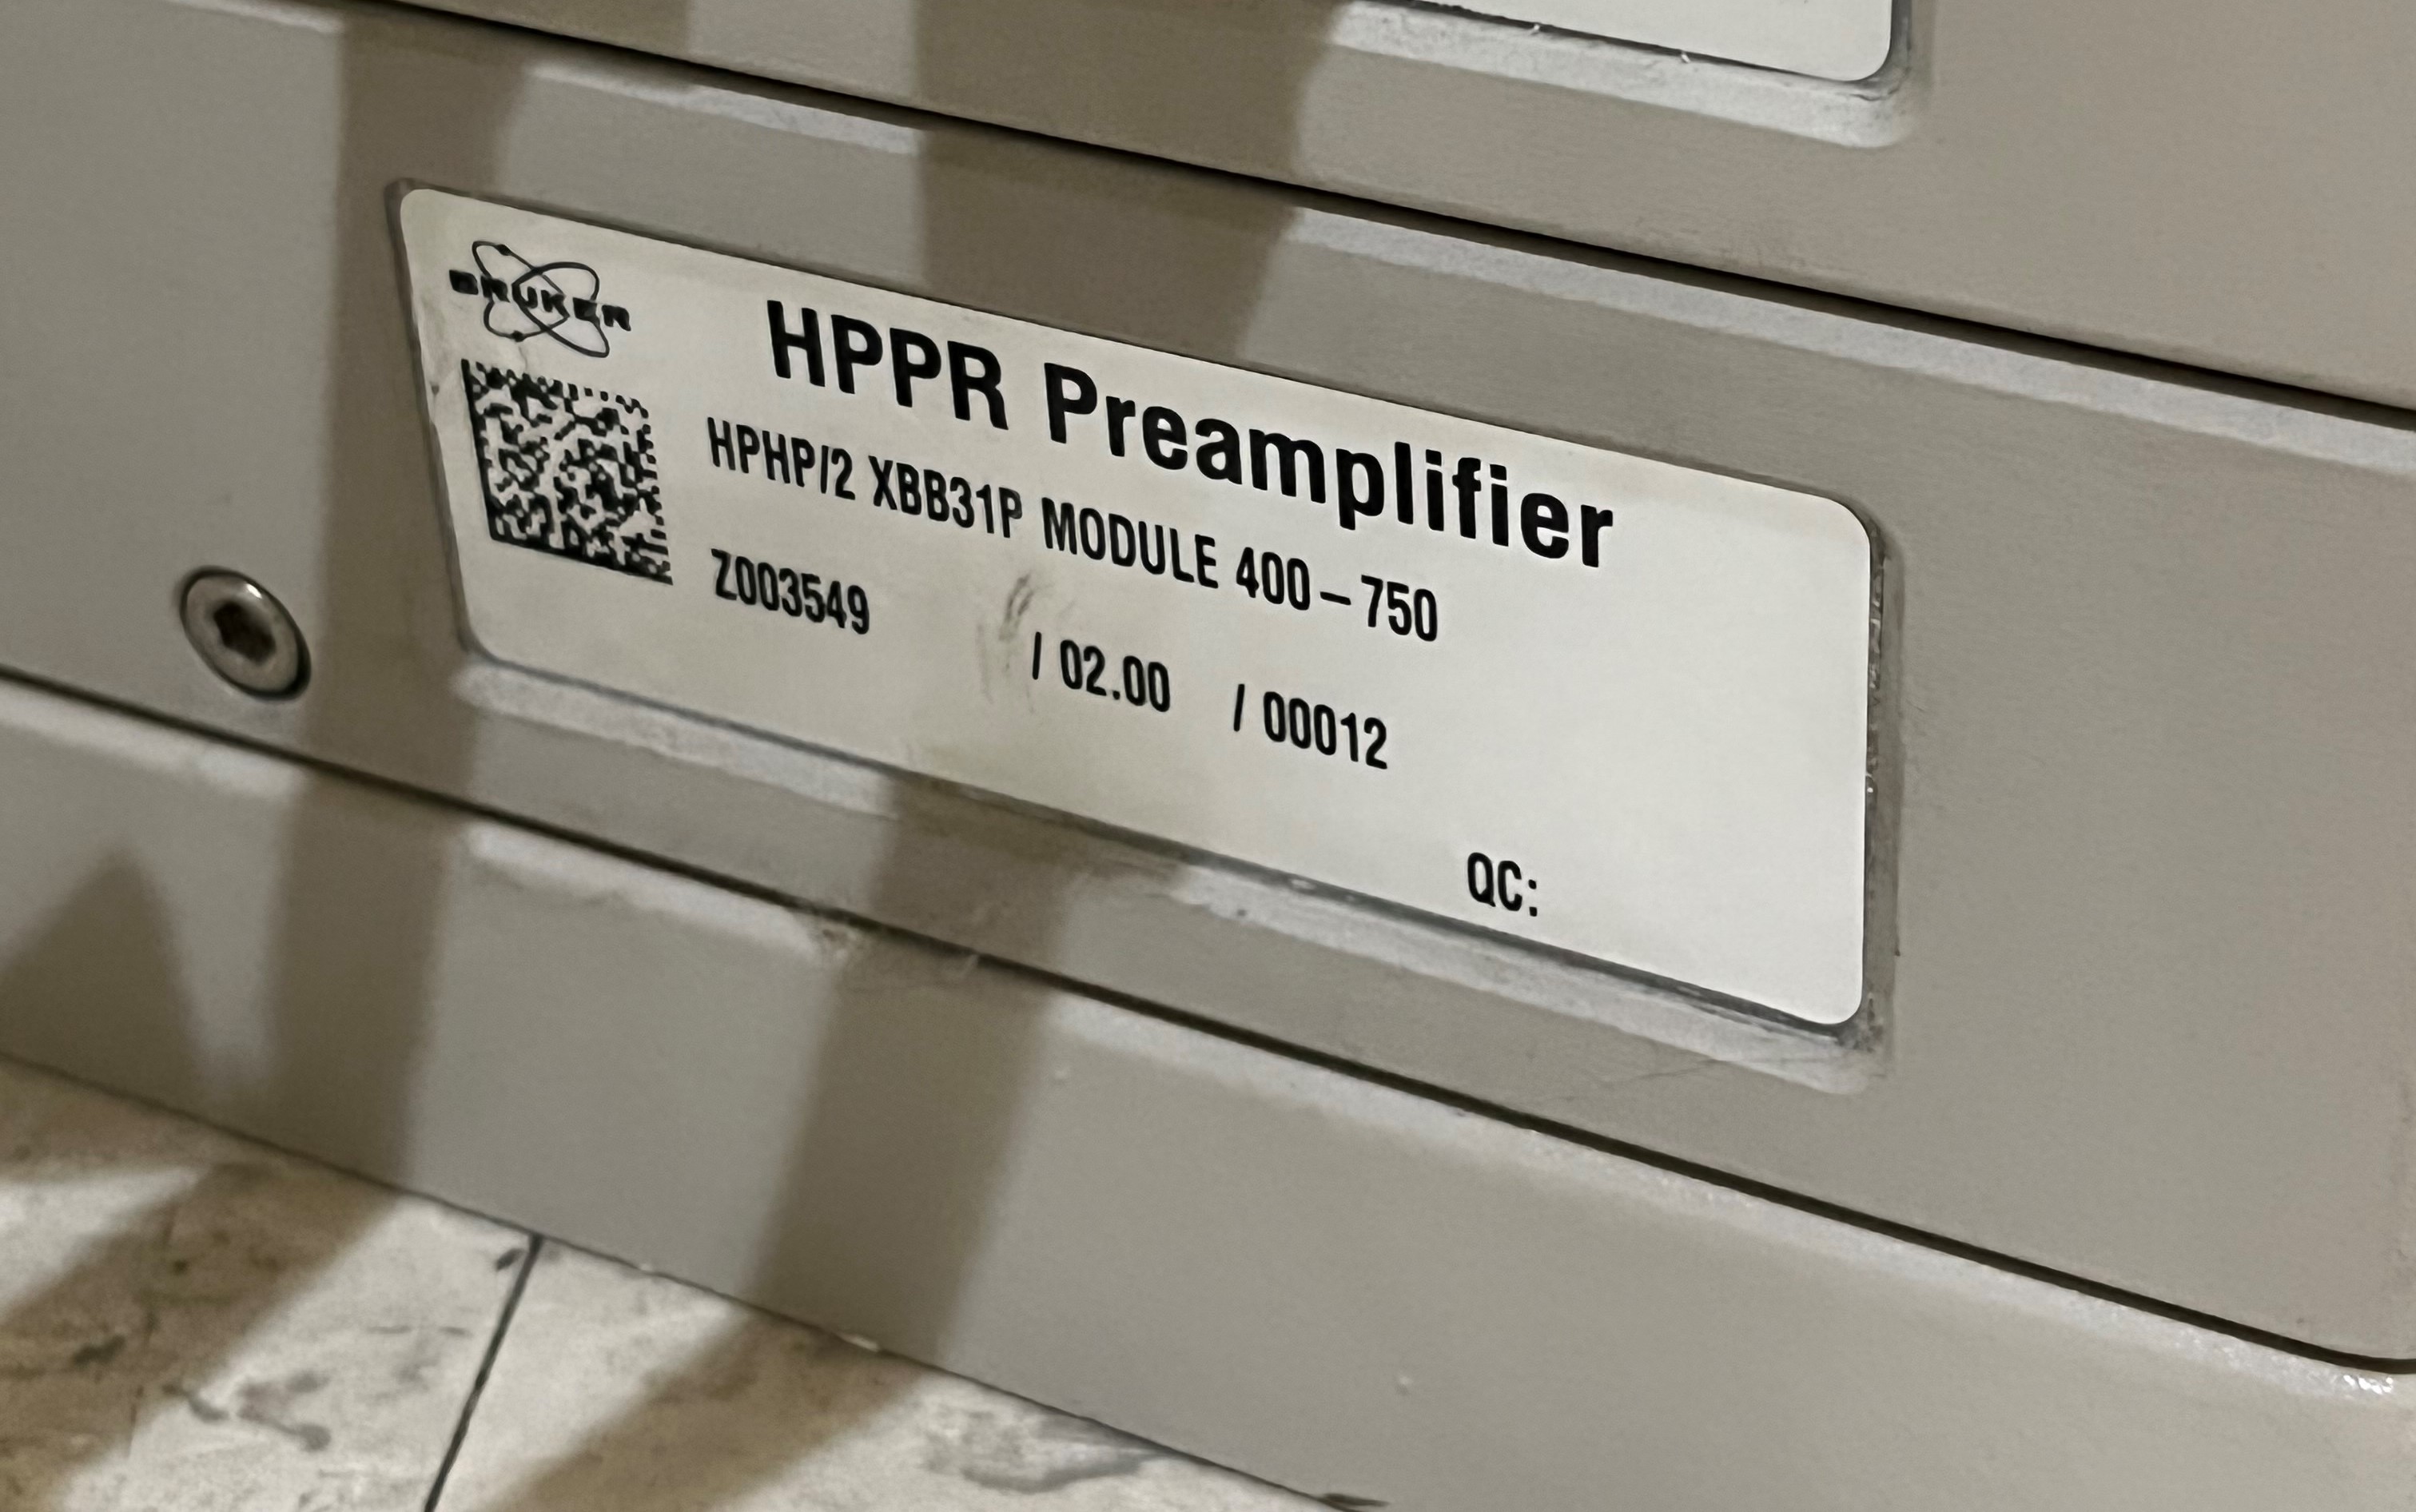 BRUKER
HPPR Preamplifier
HPHP/2 XBB31P MODULE 400-750
Z003549 / 02.00 / 00012
QC: